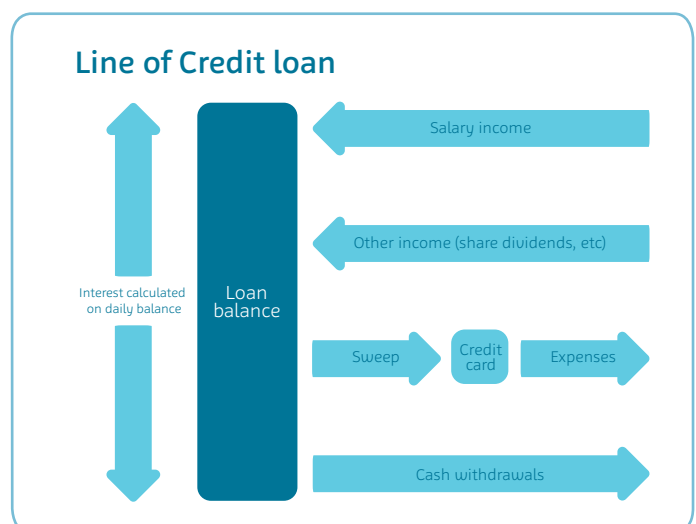 Line of Credit loan
Salary income
Other income (share dividends, etc)
Interest calculated
on daily balance
Loan
balance
Sweep
Credit
card
Expenses
Cash withdrawals